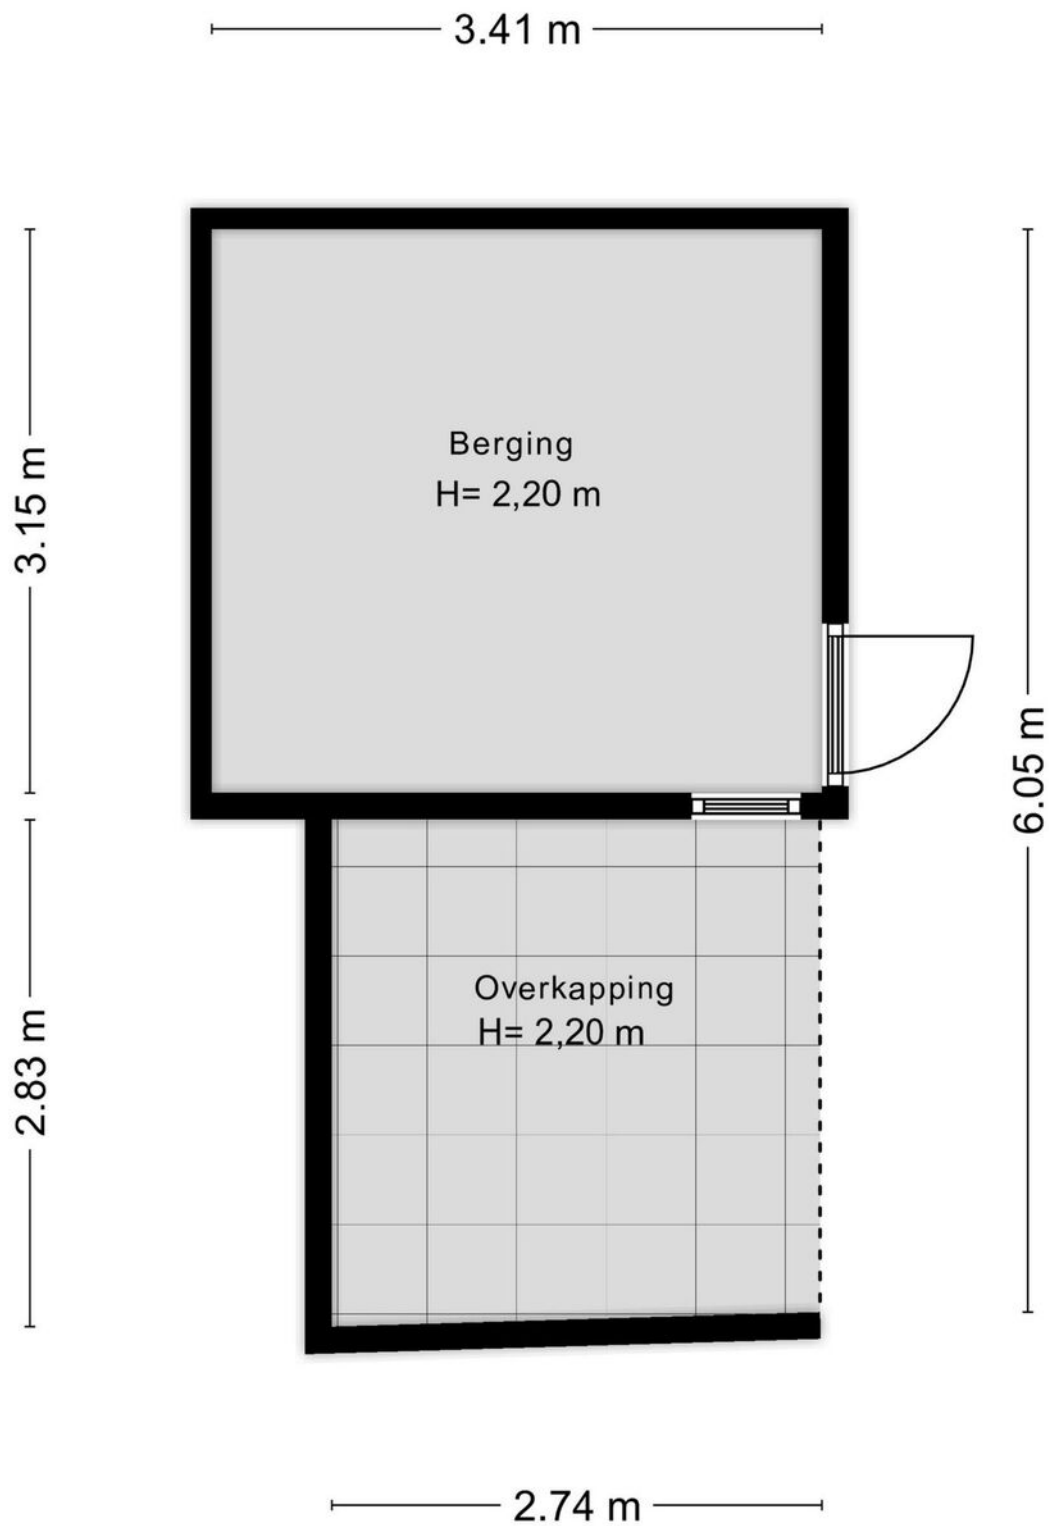 3.41 m
Berging
H= 2,20 m
3.15 m
6.05 m
Overkapping
H= 2,20 m
2.83 m
2.74 m